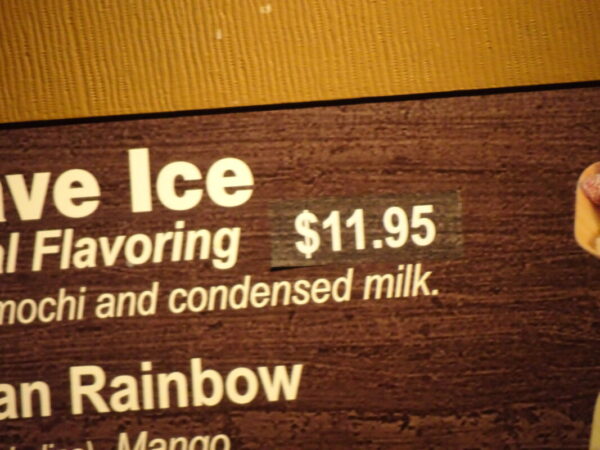 ave Ice
al Flavoring $11.95
mochi and condensed milk.
an Rainbow
Mango